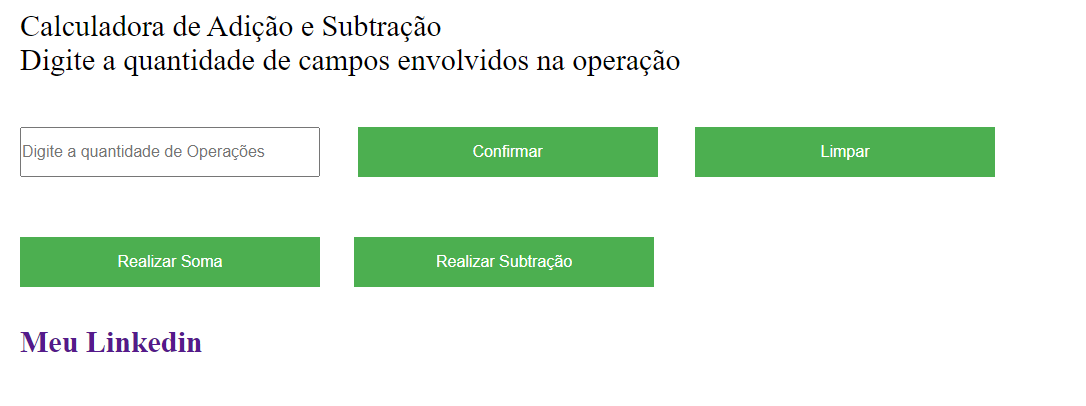 Calculadora de Adição e Subtração
Digite a quantidade de campos envolvidos na operação
Digite a quantidade de Operações
Confirmar
Limpar
Realizar Soma
Realizar Subtração
Meu Linkedin